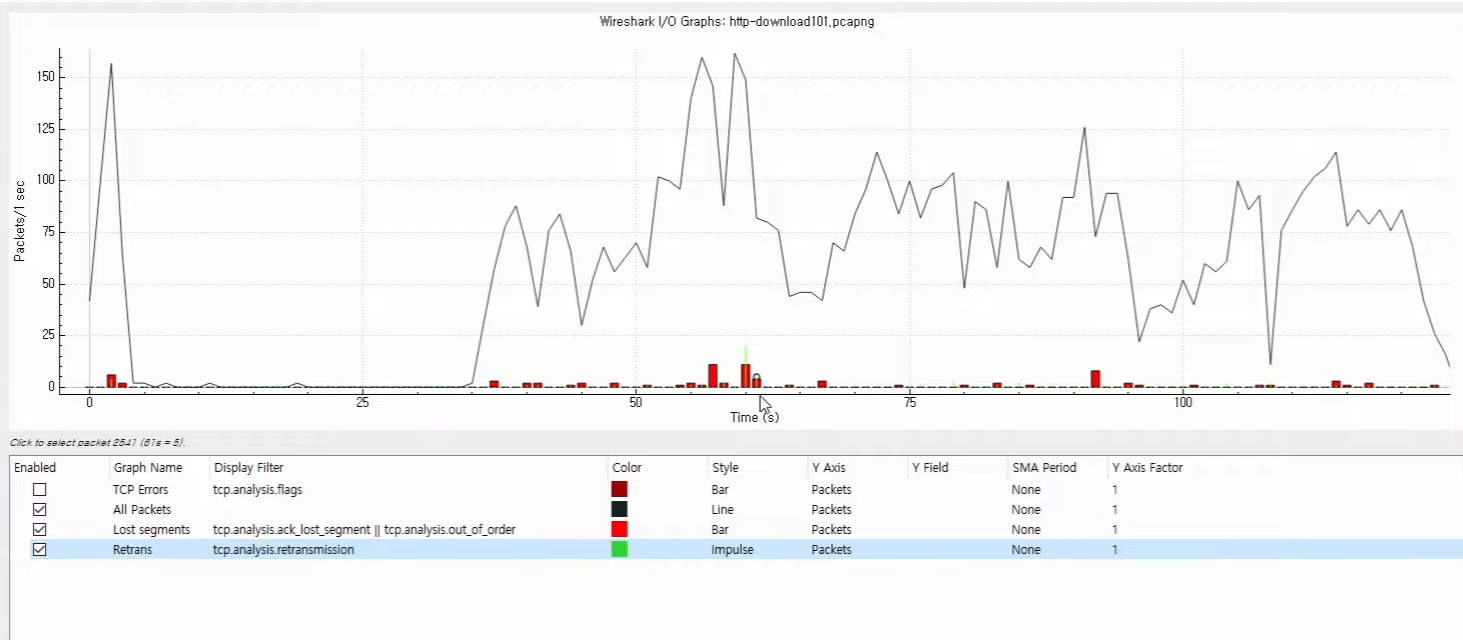 Wireshark I/O Graphs: http-download101.pcapng
150
125
100
75
50
25
0
Packets/1 sec
0 25 50 75 100
Time (s)
Click to select packet 2541 (61s = 5).
Enabled Graph Name Display Filter Color Style Y Axis Y Field SMA Period Y Axis Factor
TCP Errors tcp.analysis.flags Bar Packets None 1
All Packets Line Packets None 1
Lost segments tcp.analysis.ack_lost_segment || tcp.analysis.out_of_order Bar Packets None 1
Retrans tcp.analysis.retransmission Impulse Packets None 1